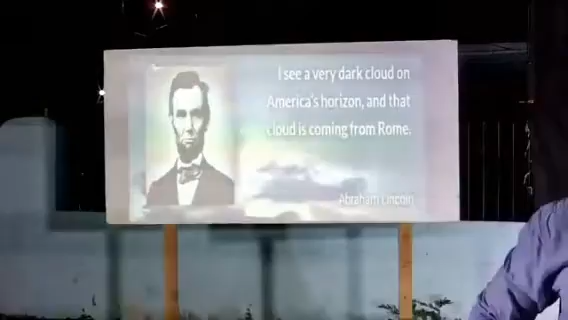 I see a very dark cloud on
America's horizon, and that
cloud is coming from Rome.
Abraham Lincoln